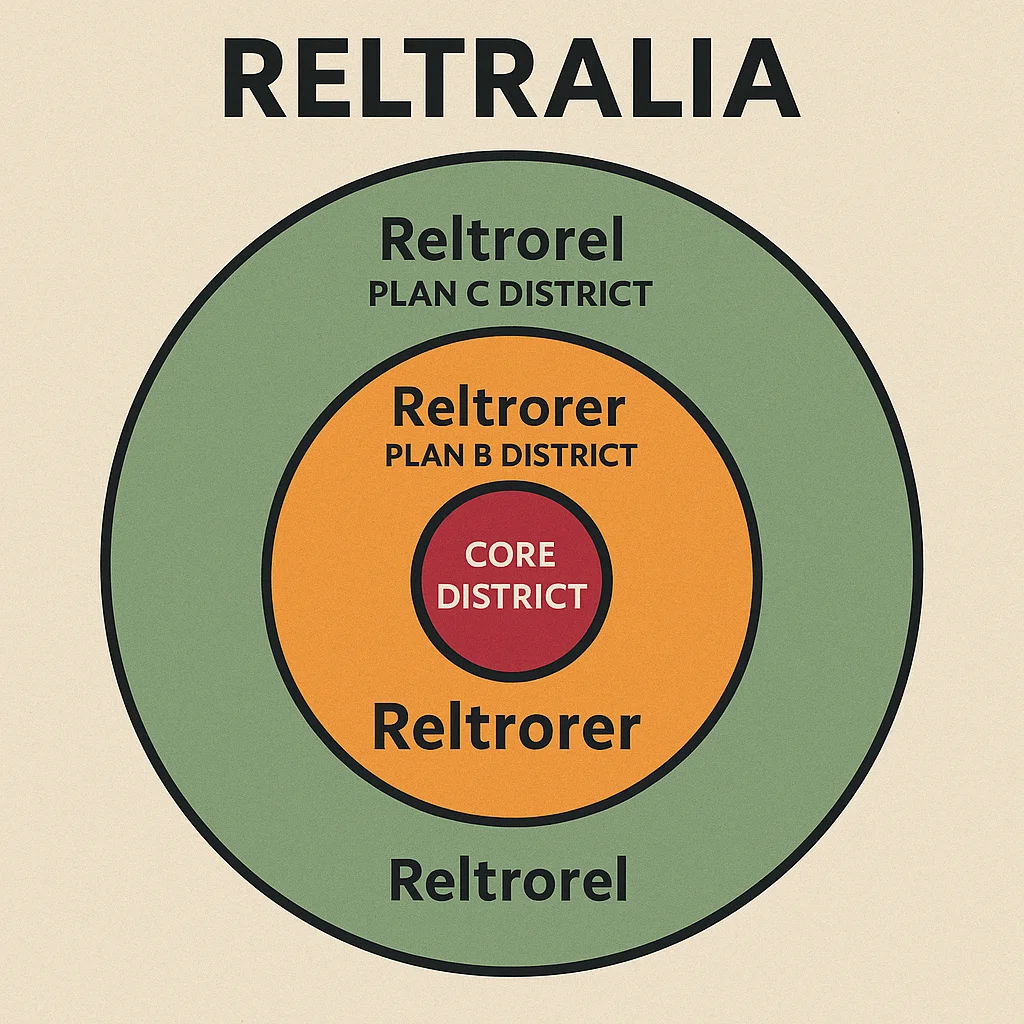 RELTRALIA
Reltrorel
PLAN C DISTRICT
Reltrorer
PLAN B DISTRICT
CORE
DISTRICT
Reltrorer
Reltrorel